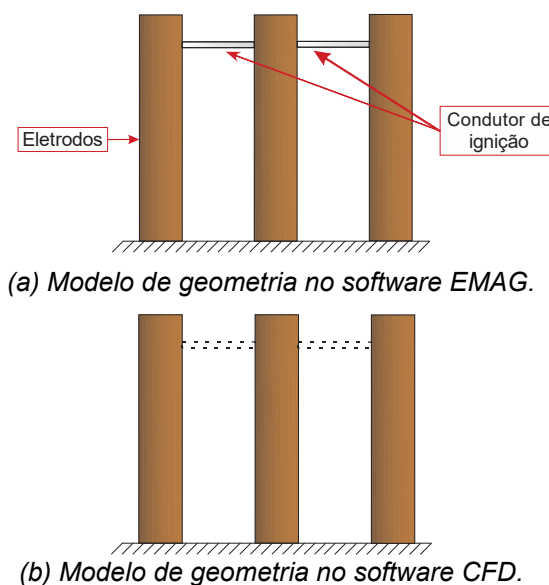 Eletrodos
Condutor de
ignição
(a) Modelo de geometria no software EMAG.
(b) Modelo de geometria no software CFD.